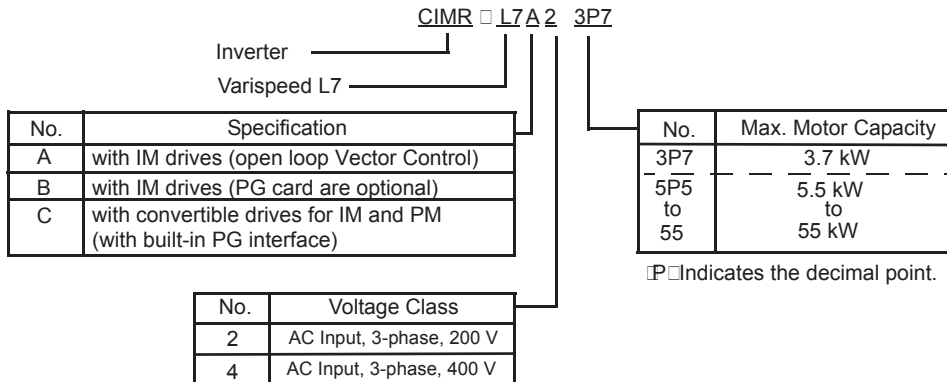 CIMR □ L7A2 3P7
Inverter
Varispeed L7
No. Specification
A with IM drives (open loop Vector Control)
B with IM drives (PG card are optional)
C with convertible drives for IM and PM
(with built-in PG interface)
No. Max. Motor Capacity
3P7 3.7 kW
5P5 5.5 kW
to to
55 55 kW
□P□Indicates the decimal point.
No. Voltage Class
2 AC Input, 3-phase, 200 V
4 AC Input, 3-phase, 400 V